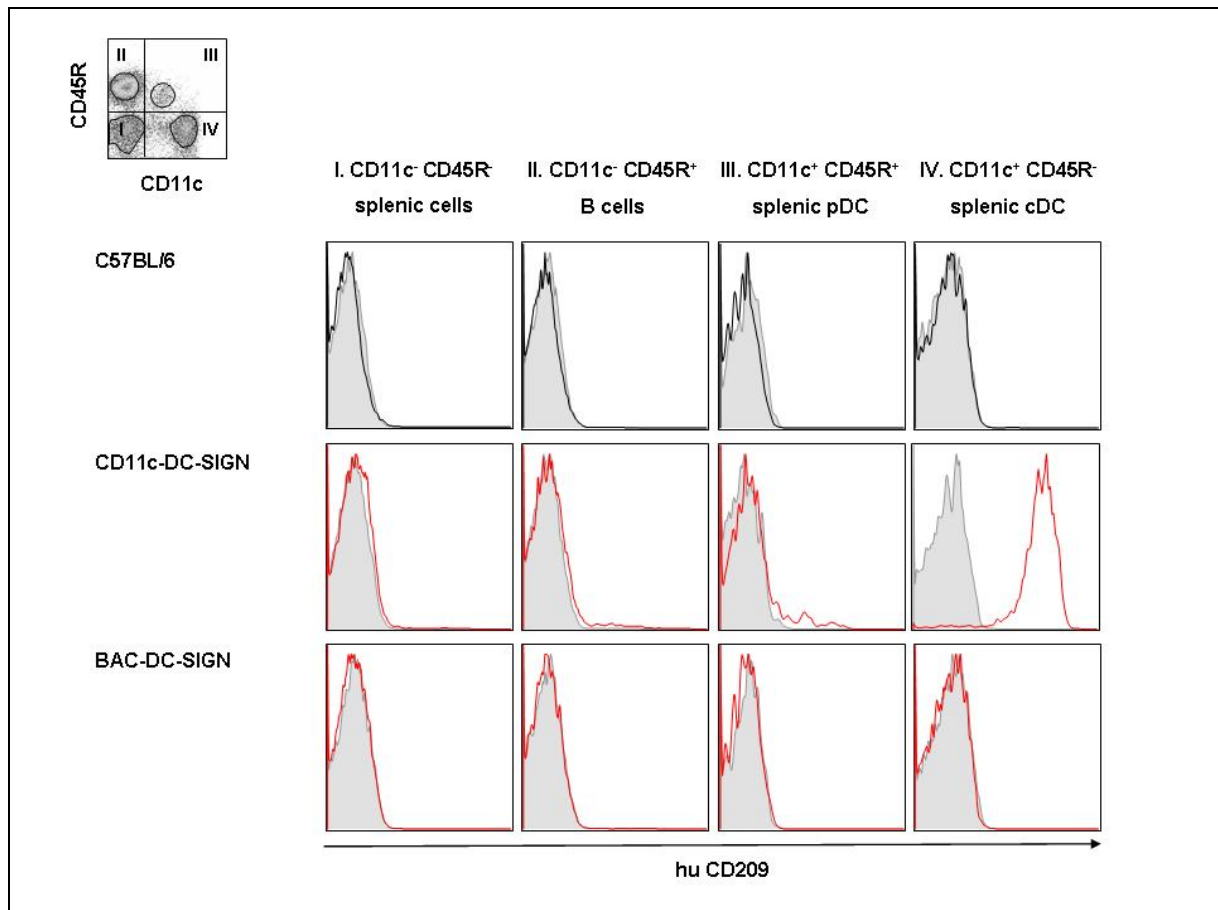 II III
CD45R
I IV
CD11c
I. CD11c⁻ CD45R⁻ II. CD11c⁻ CD45R⁺ III. CD11c⁺ CD45R⁺ IV. CD11c⁺ CD45R⁻
splenic cells B cells splenic pDC splenic cDC
C57BL/6
CD11c-DC-SIGN
BAC-DC-SIGN
hu CD209